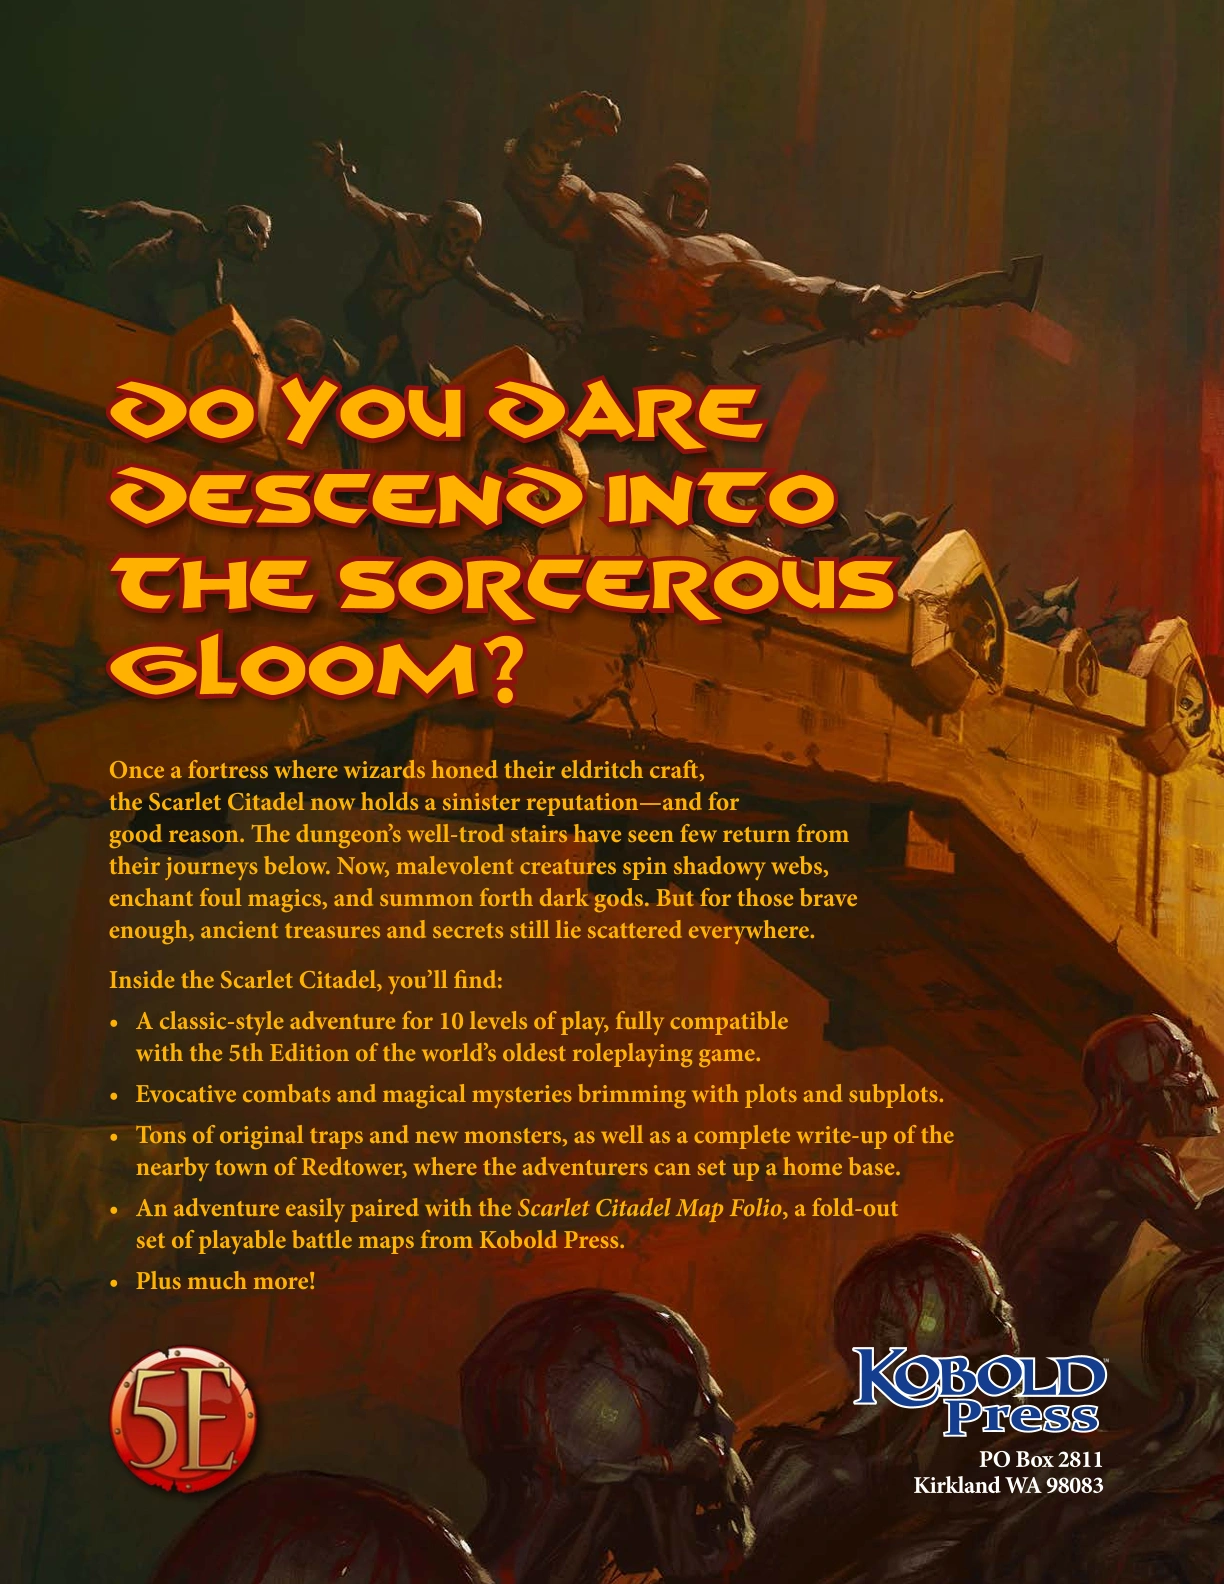 DO YOU DARE
DESCEND INTO
THE SORCEROUS
GLOOM?
Once a fortress where wizards honed their eldritch craft,
the Scarlet Citadel now holds a sinister reputation—and for
good reason. The dungeon’s well-trod stairs have seen few return from
their journeys below. Now, malevolent creatures spin shadowy webs,
enchant foul magics, and summon forth dark gods. But for those brave
enough, ancient treasures and secrets still lie scattered everywhere.
Inside the Scarlet Citadel, you’ll find:
• A classic-style adventure for 10 levels of play, fully compatible
with the 5th Edition of the world’s oldest roleplaying game.
• Evocative combats and magical mysteries brimming with plots and subplots.
• Tons of original traps and new monsters, as well as a complete write-up of the
nearby town of Redtower, where the adventurers can set up a home base.
• An adventure easily paired with the Scarlet Citadel Map Folio, a fold-out
set of playable battle maps from Kobold Press.
• Plus much more!
5E
KOBOLD™
Press
PO Box 2811
Kirkland WA 98083